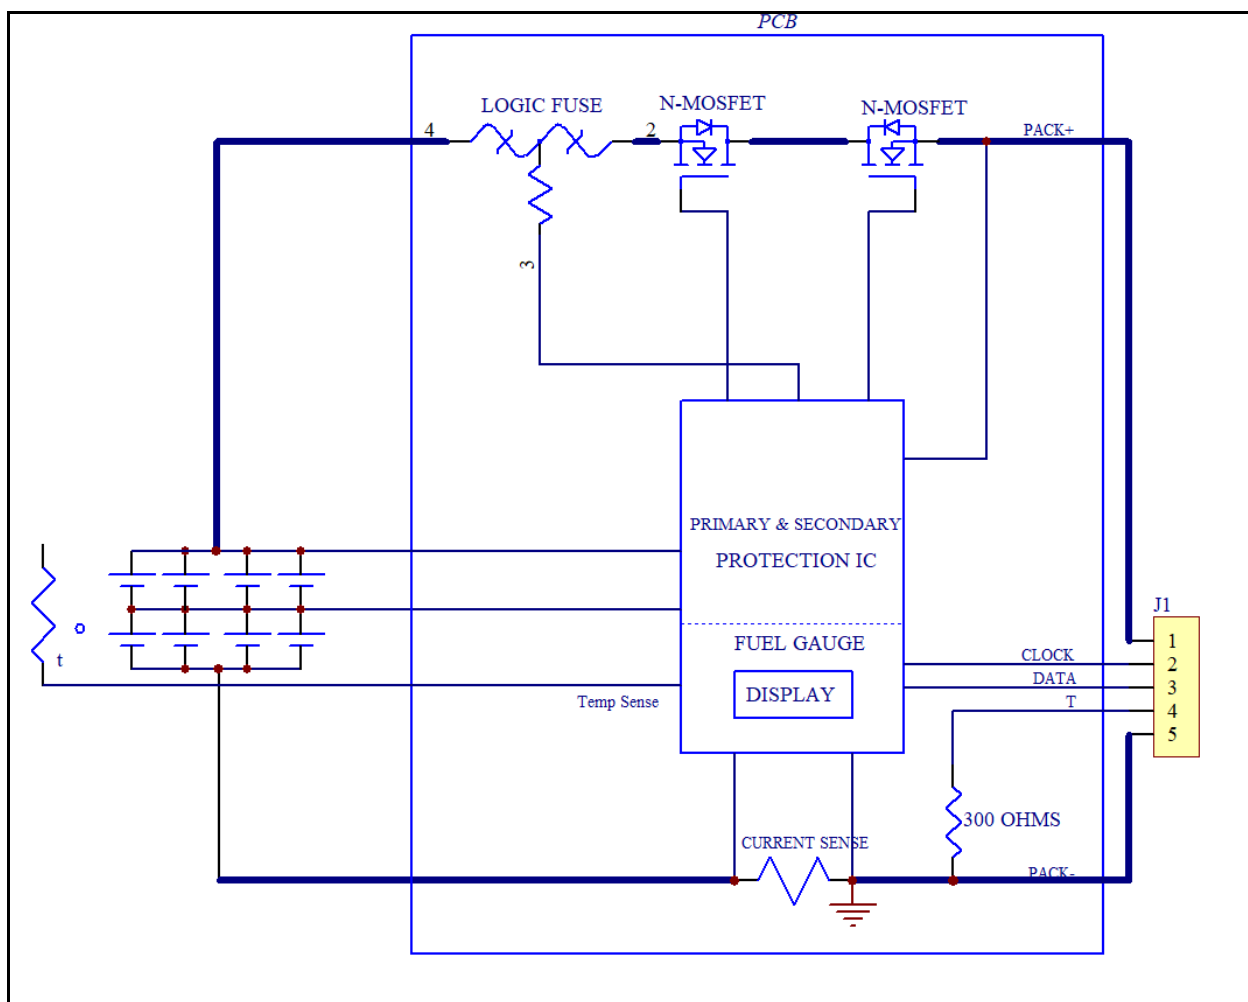 PCB
LOGIC FUSE
N-MOSFET
N-MOSFET
4
2
PACK+
3
PRIMARY & SECONDARY
PROTECTION IC
J1
t
FUEL GAUGE
1
CLOCK
2
DATA
3
DISPLAY
Temp Sense
T
4
5
300 OHMS
CURRENT SENSE
PACK-